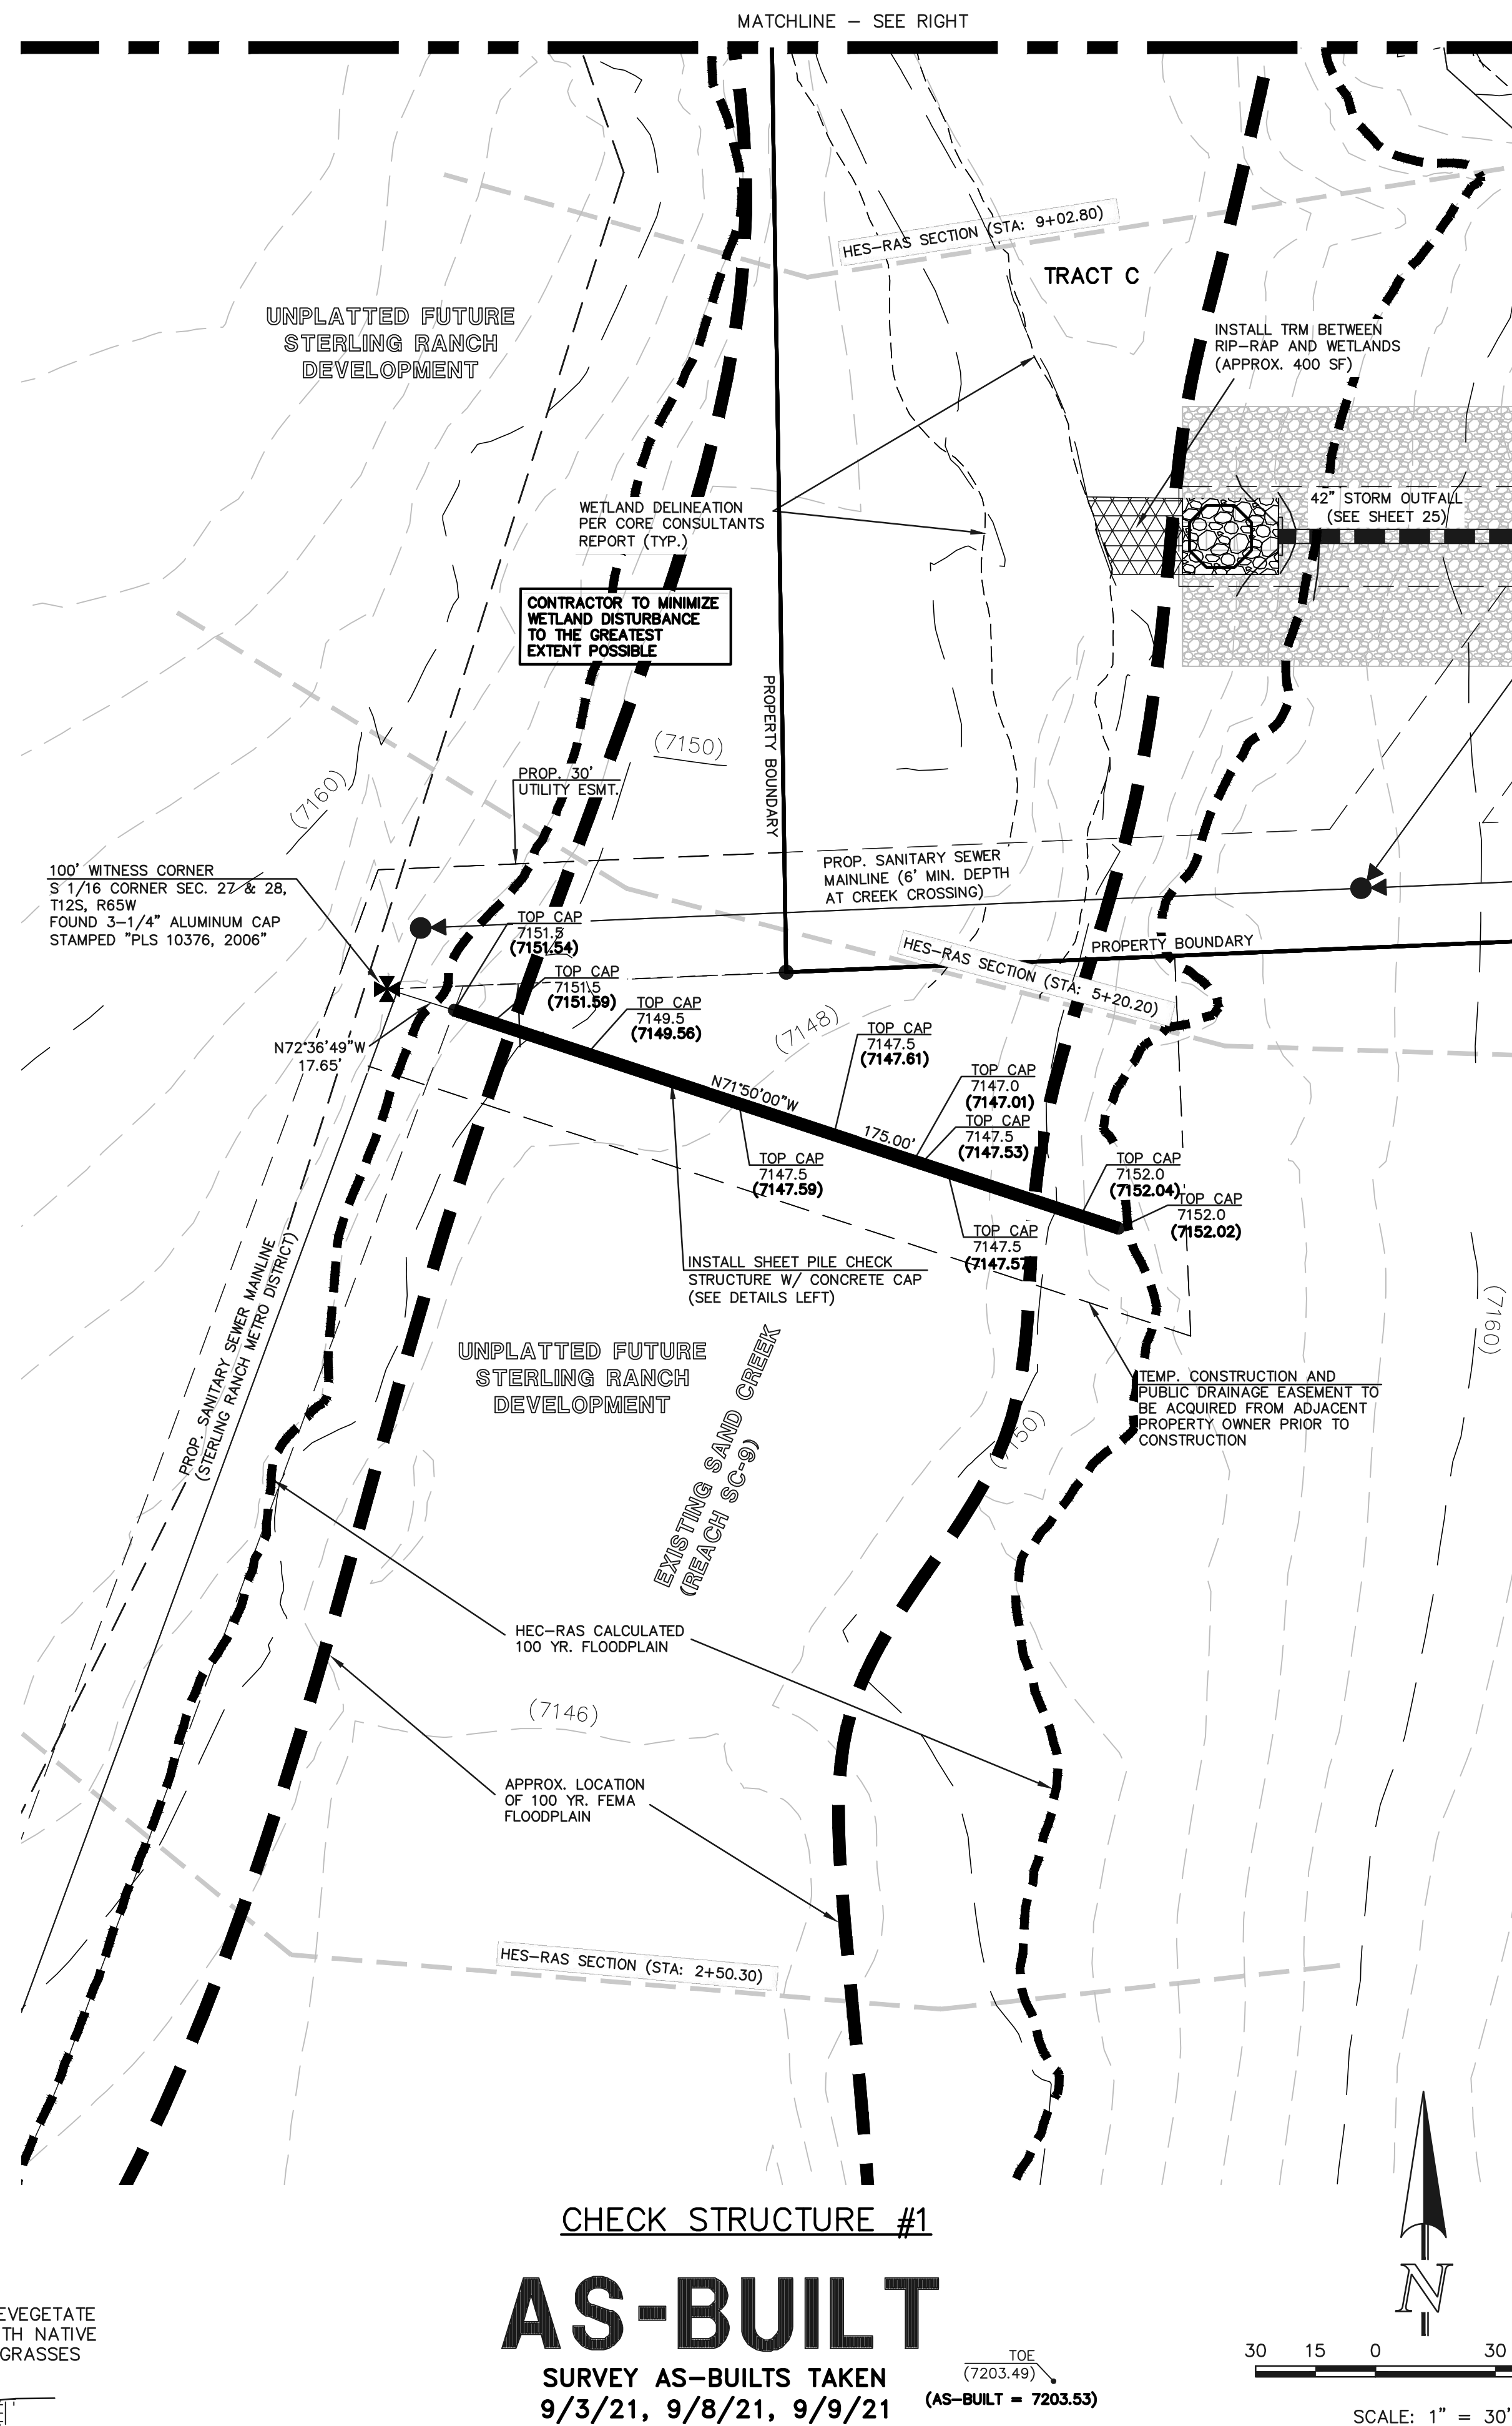 MATCHLINE – SEE RIGHT
HES-RAS SECTION (STA: 9+02.80)
TRACT C
UNPLATTED FUTURE
STERLING RANCH
DEVELOPMENT
INSTALL TRM BETWEEN
RIP-RAP AND WETLANDS
(APPROX. 400 SF)
WETLAND DELINEATION
PER CORE CONSULTANTS
REPORT (TYP.)
42" STORM OUTFALL
(SEE SHEET 25)
CONTRACTOR TO MINIMIZE
WETLAND DISTURBANCE
TO THE GREATEST
EXTENT POSSIBLE
PROPERTY BOUNDARY
(7150)
(7160)
PROP. 30'
UTILITY ESMT.
100' WITNESS CORNER
S 1/16 CORNER SEC. 27 & 28,
T12S, R65W
FOUND 3-1/4" ALUMINUM CAP
STAMPED "PLS 10376, 2006"
PROP. SANITARY SEWER
MAINLINE (6' MIN. DEPTH
AT CREEK CROSSING)
TOP CAP
7151.5
(7151.54)
TOP CAP
7151.5
(7151.59)
TOP CAP
7149.5
(7149.56)
HES-RAS SECTION (STA: 5+20.20)
PROPERTY BOUNDARY
(7148)
TOP CAP
7147.5
(7147.61)
N72°36'49"W
17.65'
TOP CAP
7147.0
(7147.01)
N71°50'00"W
175.00'
TOP CAP
7147.5
(7147.53)
TOP CAP
7147.5
(7147.59)
TOP CAP
7152.0
(7152.04)
TOP CAP
7152.0
(7152.02)
TOP CAP
7147.5
(7147.57)
INSTALL SHEET PILE CHECK
STRUCTURE W/ CONCRETE CAP
(SEE DETAILS LEFT)
PROP. SANITARY SEWER MAINLINE
(STERLING RANCH METRO DISTRICT)
UNPLATTED FUTURE
STERLING RANCH
DEVELOPMENT
EXISTING SAND CREEK
(REACH SC-9)
(7160)
TEMP. CONSTRUCTION AND
PUBLIC DRAINAGE EASEMENT TO
BE ACQUIRED FROM ADJACENT
PROPERTY OWNER PRIOR TO
CONSTRUCTION
(7150)
HEC-RAS CALCULATED
100 YR. FLOODPLAIN
(7146)
APPROX. LOCATION
OF 100 YR. FEMA
FLOODPLAIN
HES-RAS SECTION (STA: 2+50.30)
CHECK STRUCTURE #1
AS-BUILT
SURVEY AS-BUILTS TAKEN
9/3/21, 9/8/21, 9/9/21
EVEGETATE
TH NATIVE
GRASSES
TOE
(7203.49)
(AS-BUILT = 7203.53)
N
30 15 0 30
SCALE: 1" = 30'